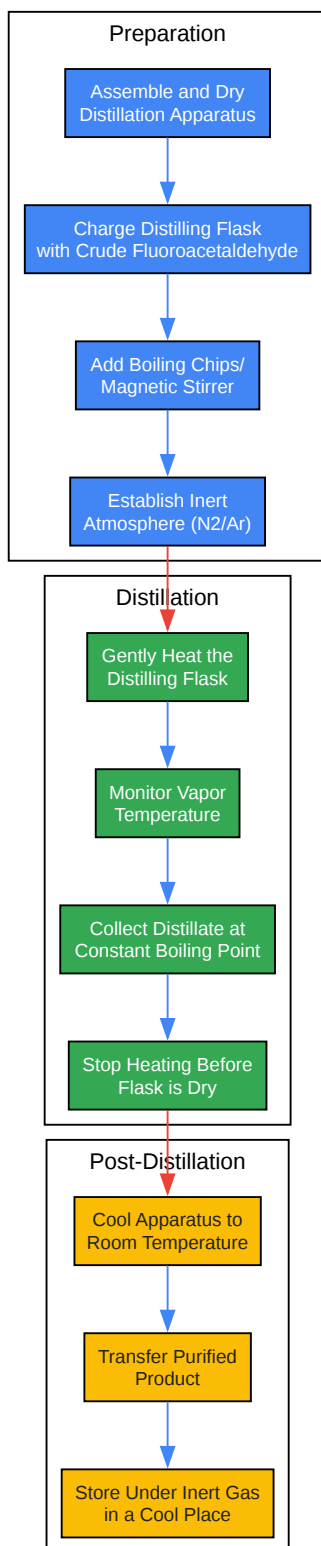 Preparation
Assemble and Dry
Distillation Apparatus
Charge Distilling Flask
with Crude Fluoroacetaldehyde
Add Boiling Chips/
Magnetic Stirrer
Establish Inert
Atmosphere (N2/Ar)
Distillation
Gently Heat the
Distilling Flask
Monitor Vapor
Temperature
Collect Distillate at
Constant Boiling Point
Stop Heating Before
Flask is Dry
Post-Distillation
Cool Apparatus to
Room Temperature
Transfer Purified
Product
Store Under Inert Gas
in a Cool Place